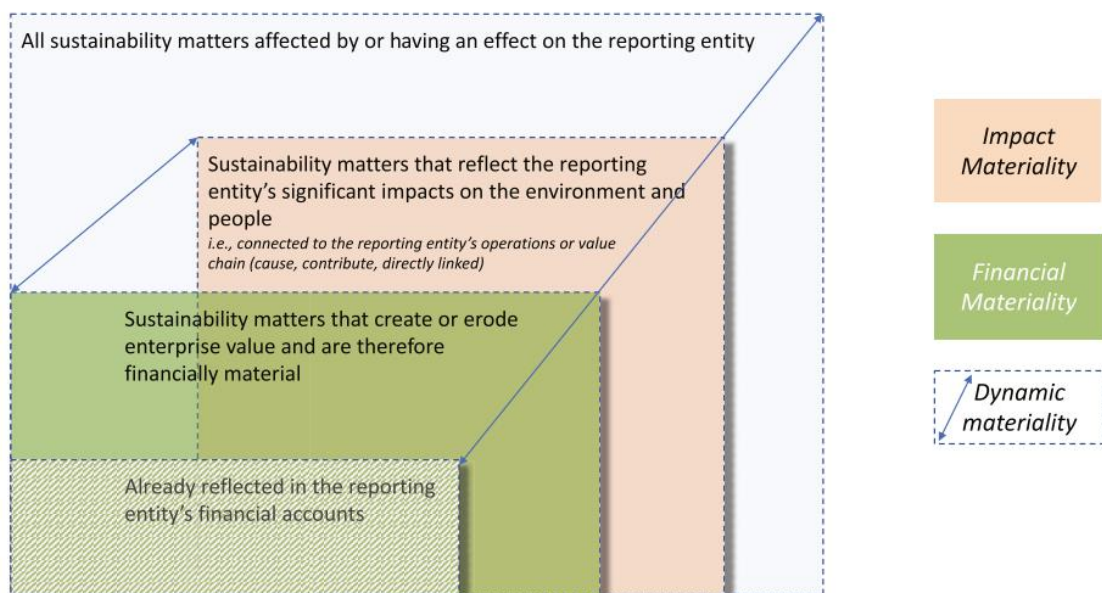 All sustainability matters affected by or having an effect on the reporting entity
Sustainability matters that reflect the reporting
entity’s significant impacts on the environment and
people
i.e., connected to the reporting entity’s operations or value
chain (cause, contribute, directly linked)
Sustainability matters that create or erode
enterprise value and are therefore
financially material
Already reflected in the reporting
entity’s financial accounts
Impact
Materiality
Financial
Materiality
Dynamic
materiality